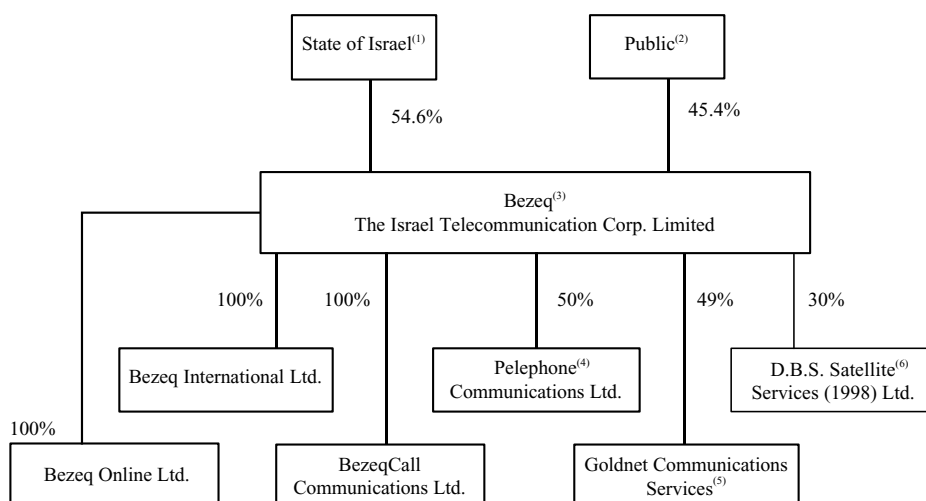 State of Israel(1)
Public(2)
54.6%
45.4%
Bezeq(3)
The Israel Telecommunication Corp. Limited
100%
100%
50%
49%
30%
Bezeq International Ltd.
Pelephone(4)
Communications Ltd.
D.B.S. Satellite(6)
Services (1998) Ltd.
100%
Bezeq Online Ltd.
BezeqCall
Communications Ltd.
Goldnet Communications
Services(5)